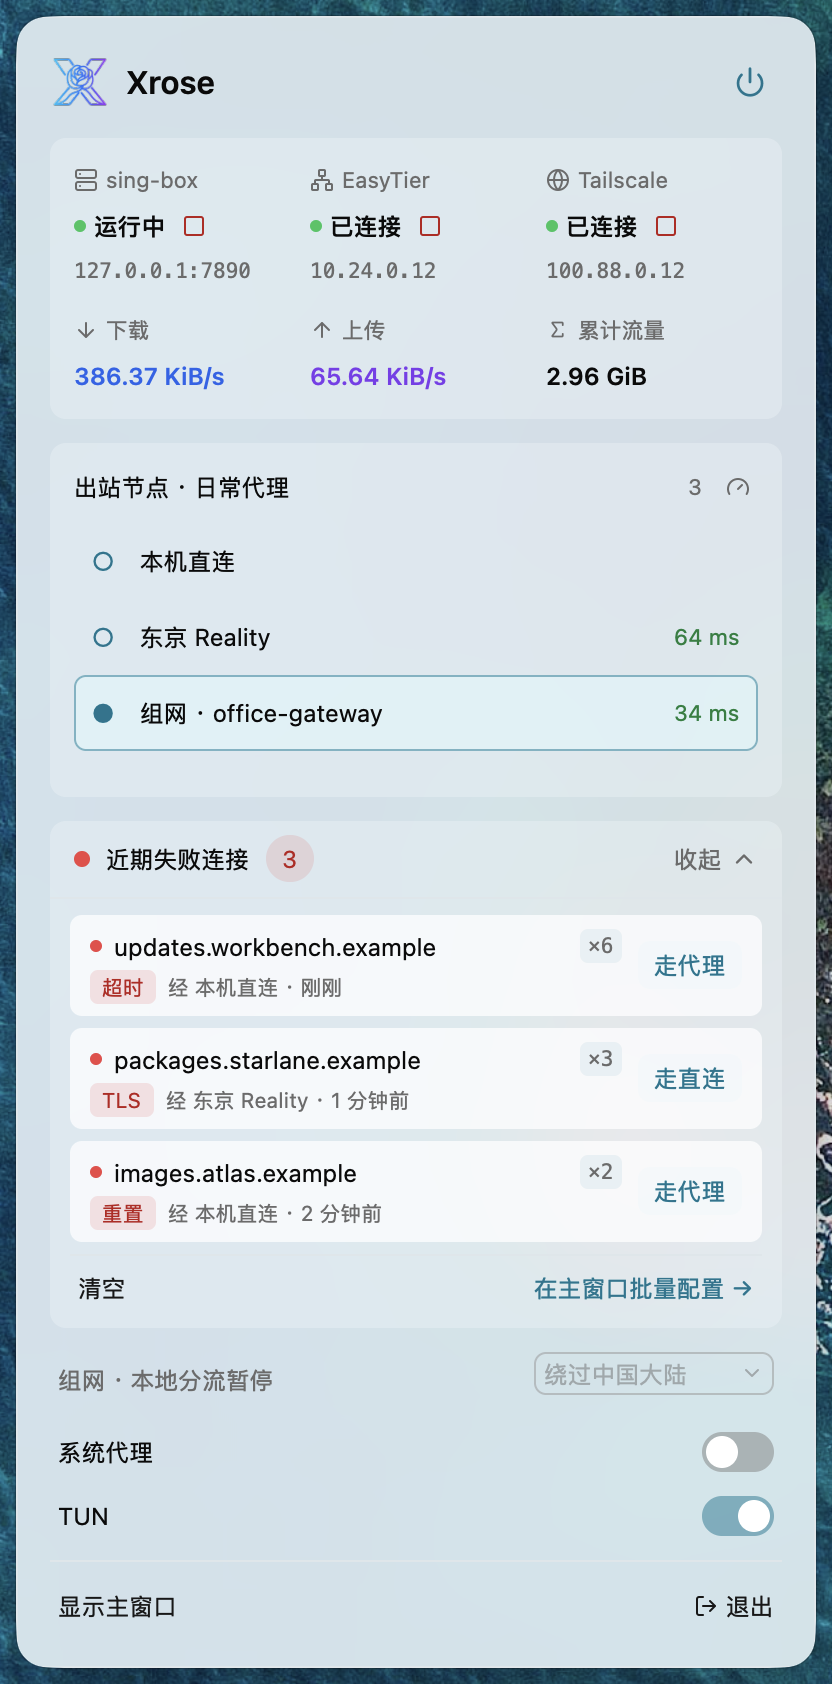 Xrose
sing-box EasyTier Tailscale
运行中 已连接 已连接
127.0.0.1:7890 10.24.0.12 100.88.0.12
下载 上传 Σ 累计流量
386.37 KiB/s 65.64 KiB/s 2.96 GiB
出站节点 · 日常代理 3
本机直连
东京 Reality 64 ms
组网 · office-gateway 34 ms
近期失败连接 3 收起
updates.workbench.example ×6 走代理
超时 经 本机直连 · 刚刚
packages.starlane.example ×3 走直连
TLS 经 东京 Reality · 1 分钟前
images.atlas.example ×2 走代理
重置 经 本机直连 · 2 分钟前
清空 在主窗口批量配置 →
组网 · 本地分流暂停 绕过中国大陆
系统代理
TUN
显示主窗口 退出